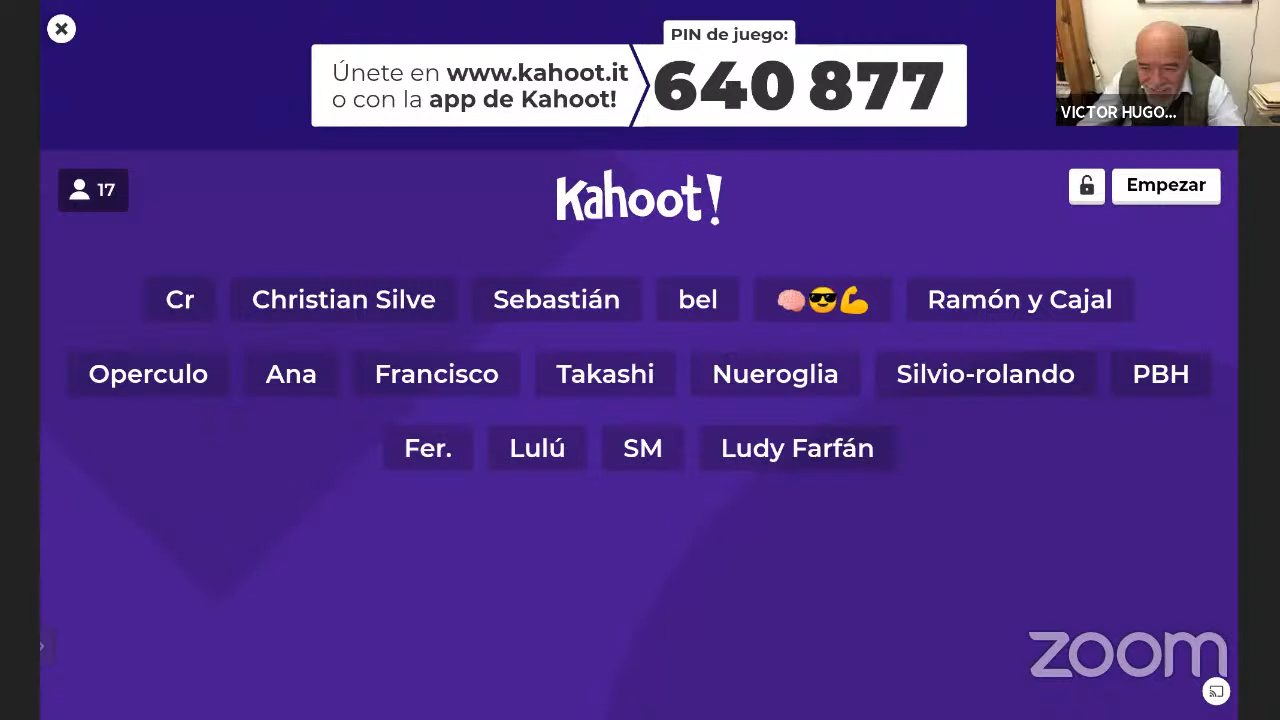 PIN de juego:
Únete en www.kahoot.it
o con la app de Kahoot!
640 877
VICTOR HUGO...
17
Kahoot!
Empezar
Cr Christian Silve Sebastián bel 🧠😎💪 Ramón y Cajal
Operculo Ana Francisco Takashi Nueroglia Silvio-rolando PBH
Fer. Lulú SM Ludy Farfán
zoom